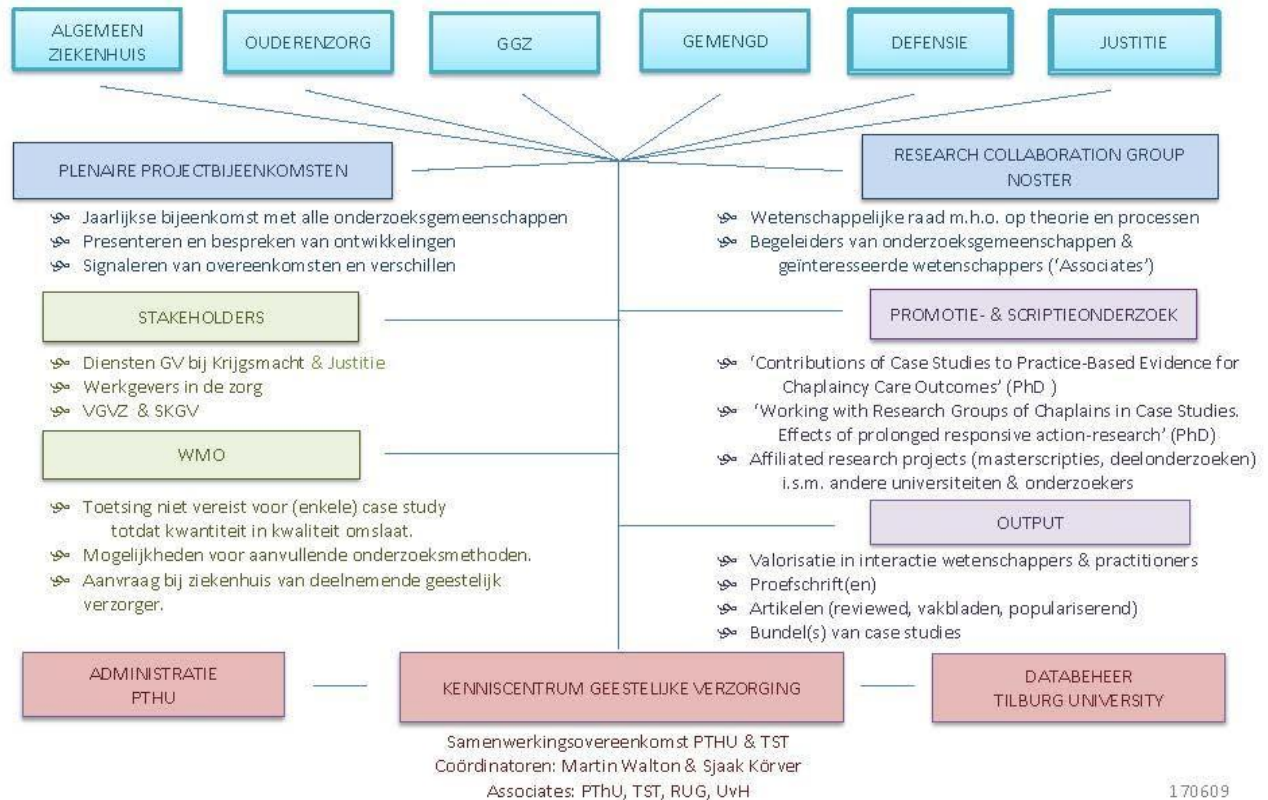 ALGEMEEN
ZIEKENHUIS
OUDERENZORG
GGZ
GEMENGD
DEFENSIE
JUSTITIE
PLENAIRE PROJECTBIJEENKOMSTEN
Jaarlijkse bijeenkomst met alle onderzoeksgemeenschappen
Presenteren en bespreken van ontwikkelingen
Signaleren van overeenkomsten en verschillen
RESEARCH COLLABORATION GROUP
NOSTER
Wetenschappelijke raad m.h.o. op theorie en processen
Begeleiders van onderzoeksgemeenschappen &
geïnteresseerde wetenschappers (‘Associates’)
STAKEHOLDERS
Diensten GV bij Krijgsmacht & Justitie
Werkgevers in de zorg
VGVZ & SKGV
PROMOTIE- & SCRIPTIEONDERZOEK
‘Contributions of Case Studies to Practice-Based Evidence for
Chaplaincy Care Outcomes’ (PhD )
‘Working with Research Groups of Chaplains in Case Studies.
Effects of prolonged responsive action-research’ (PhD)
Affiliated research projects (masterscripties, deelonderzoeken)
i.s.m. andere universiteiten & onderzoekers
WMO
Toetsing niet vereist voor (enkele) case study
totdat kwantiteit in kwaliteit omslaat.
Mogelijkheden voor aanvullende onderzoeksmethoden.
Aanvraag bij ziekenhuis van deelnemende geestelijk
verzorger.
OUTPUT
Valorisatie in interactie wetenschappers & practitioners
Proefschrift(en)
Artikelen (reviewed, vakbladen, populariserend)
Bundel(s) van case studies
ADMINISTRATIE
PTHU
KENNISCENTRUM GEESTELIJKE VERZORGING
DATABEHEER
TILBURG UNIVERSITY
Samenwerkingsovereenkomst PTHU & TST
Coördinatoren: Martin Walton & Sjaak Körver
Associates: PThU, TST, RUG, UvH
170609